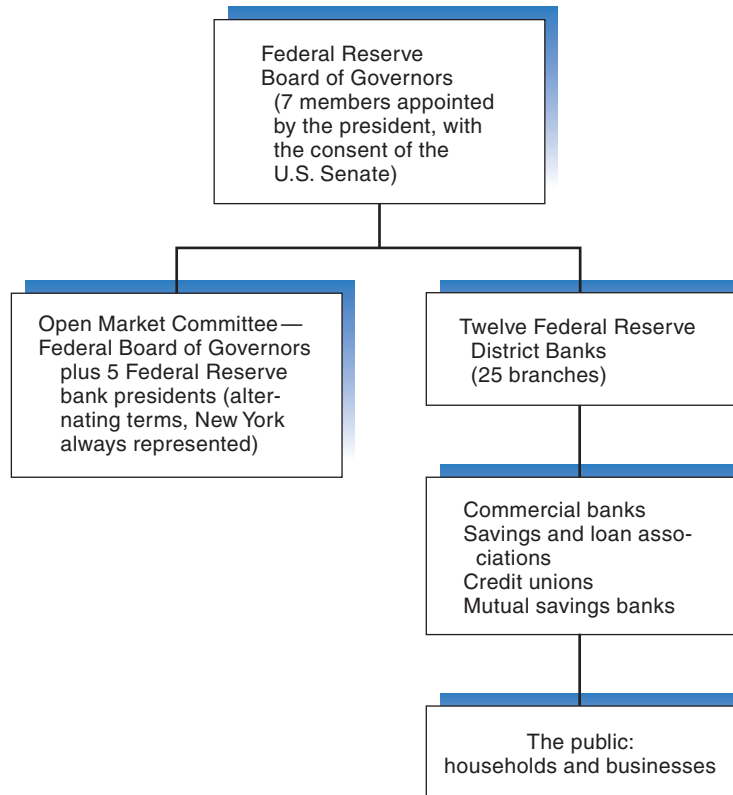 Federal Reserve
Board of Governors
(7 members appointed
by the president, with
the consent of the
U.S. Senate)
Open Market Committee—
Federal Board of Governors
plus 5 Federal Reserve
bank presidents (alter-
nating terms, New York
always represented)
Twelve Federal Reserve
District Banks
(25 branches)
Commercial banks
Savings and loan asso-
ciations
Credit unions
Mutual savings banks
The public:
households and businesses